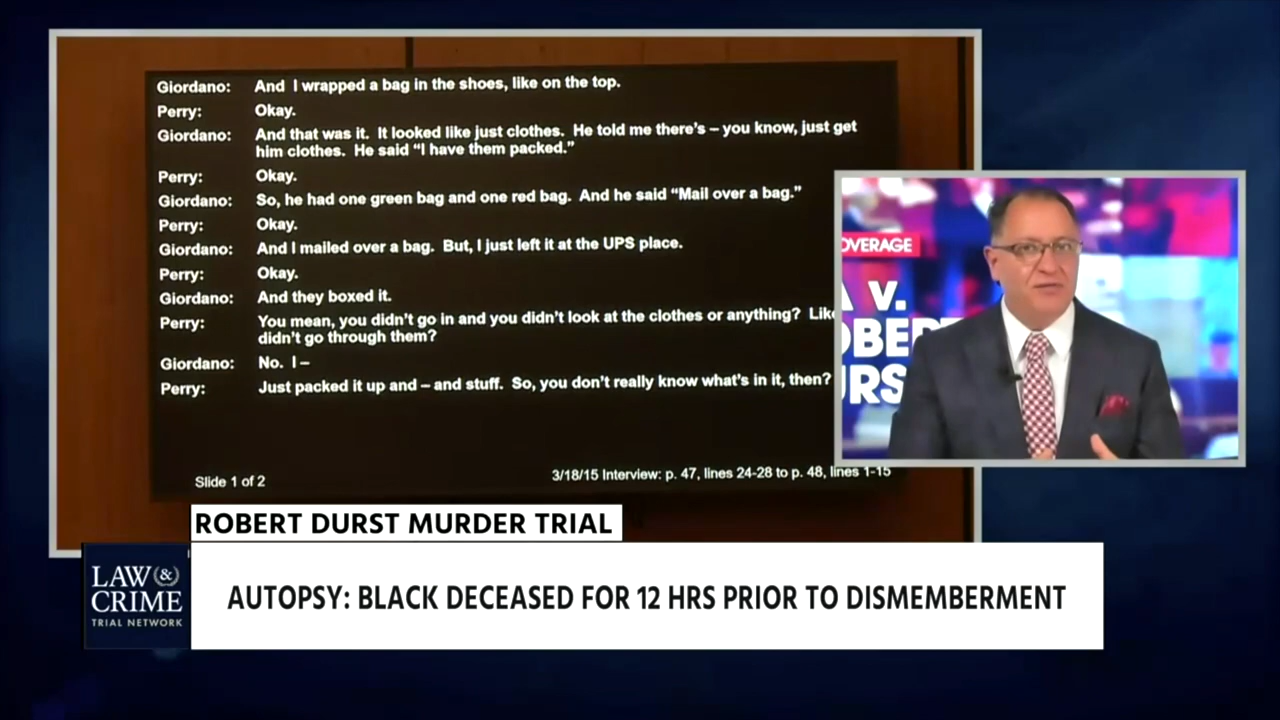 Giordano: And I wrapped a bag in the shoes, like on the top.
Perry: Okay.
Giordano: And that was it. It looked like just clothes. He told me there's – you know, just get
him clothes. He said "I have them packed."
Perry: Okay.
Giordano: So, he had one green bag and one red bag. And he said "Mail over a bag."
Perry: Okay.
Giordano: And I mailed over a bag. But, I just left it at the UPS place.
Perry: Okay.
Giordano: And they boxed it.
Perry: You mean, you didn't go in and you didn't look at the clothes or anything?
didn't go through them?
Giordano: No. I –
Perry: Just packed it up and – and stuff. So, you don't really know what's in it, then?
Slide 1 of 2
3/18/15 Interview: p. 47, lines 24-28 to p. 48, lines 1-15
OVERAGE
V.
ROBERT DURST MURDER TRIAL
LAW &
CRIME
TRIAL NETWORK
AUTOPSY: BLACK DECEASED FOR 12 HRS PRIOR TO DISMEMBERMENT